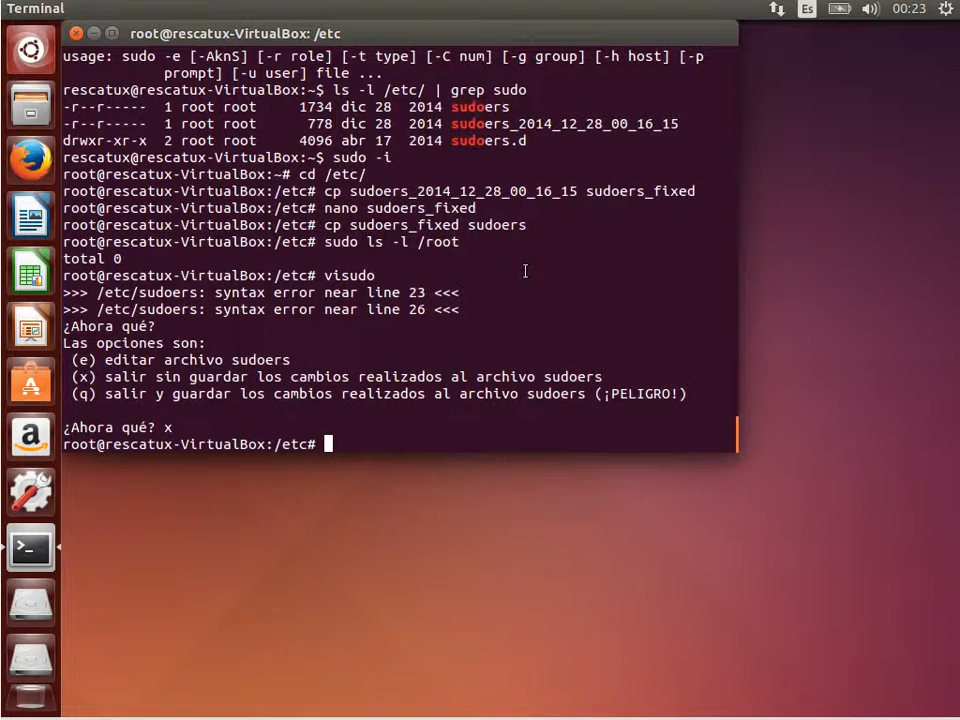 Terminal
Es
00:23
root@rescatux-VirtualBox: /etc
usage: sudo -e [-AknS] [-r role] [-t type] [-C num] [-g group] [-h host] [-p
prompt] [-u user] file ...
rescatux@rescatux-VirtualBox:~$ ls -l /etc/ | grep sudo
-r--r----- 1 root root 1734 dic 28 2014 sudoers
-r--r----- 1 root root 778 dic 28 2014 sudoers_2014_12_28_00_16_15
drwxr-xr-x 2 root root 4096 abr 17 2014 sudoers.d
rescatux@rescatux-VirtualBox:~$ sudo -i
root@rescatux-VirtualBox:~# cd /etc/
root@rescatux-VirtualBox:/etc# cp sudoers_2014_12_28_00_16_15 sudoers_fixed
root@rescatux-VirtualBox:/etc# nano sudoers_fixed
root@rescatux-VirtualBox:/etc# cp sudoers_fixed sudoers
root@rescatux-VirtualBox:/etc# sudo ls -l /root
total 0
root@rescatux-VirtualBox:/etc# visudo
>>> /etc/sudoers: syntax error near line 23 <<<
>>> /etc/sudoers: syntax error near line 26 <<<
¿Ahora qué?
Las opciones son:
(e) editar archivo sudoers
(x) salir sin guardar los cambios realizados al archivo sudoers
(q) salir y guardar los cambios realizados al archivo sudoers (¡PELIGRO!)
¿Ahora qué? x
root@rescatux-VirtualBox:/etc#